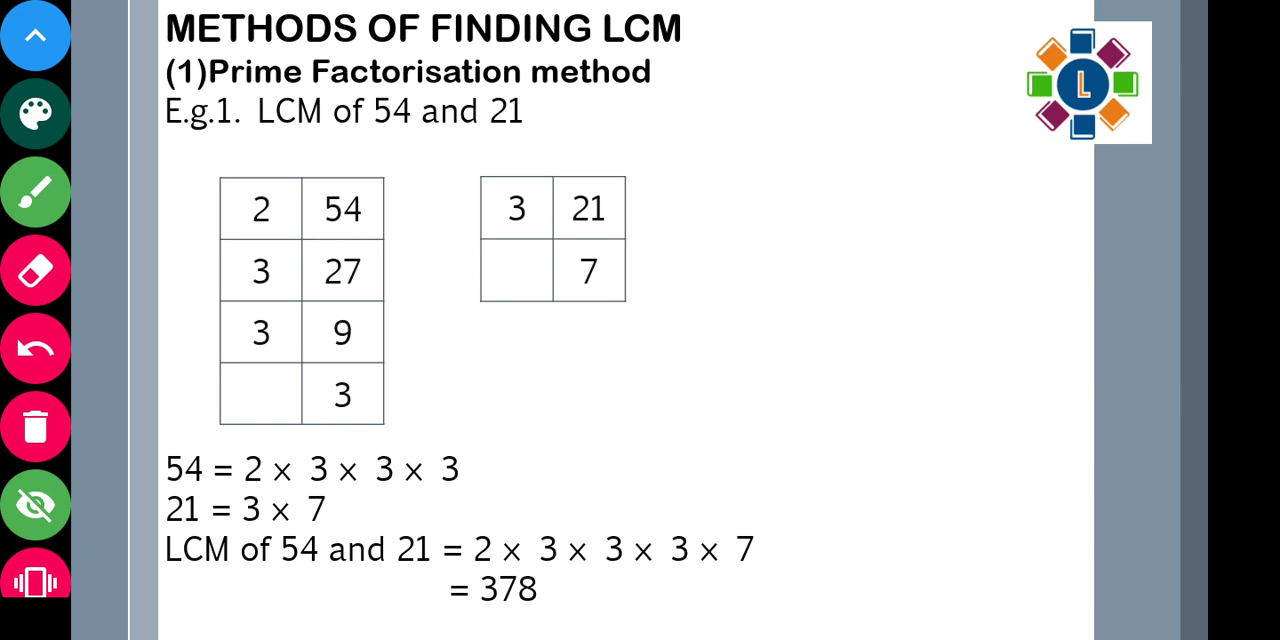 METHODS OF FINDING LCM
(1)Prime Factorisation method
E.g.1. LCM of 54 and 21
L
2 54
3 27
3 9
3
3 21
7
54 = 2 × 3 × 3 × 3
21 = 3 × 7
LCM of 54 and 21 = 2 × 3 × 3 × 3 × 7
= 378